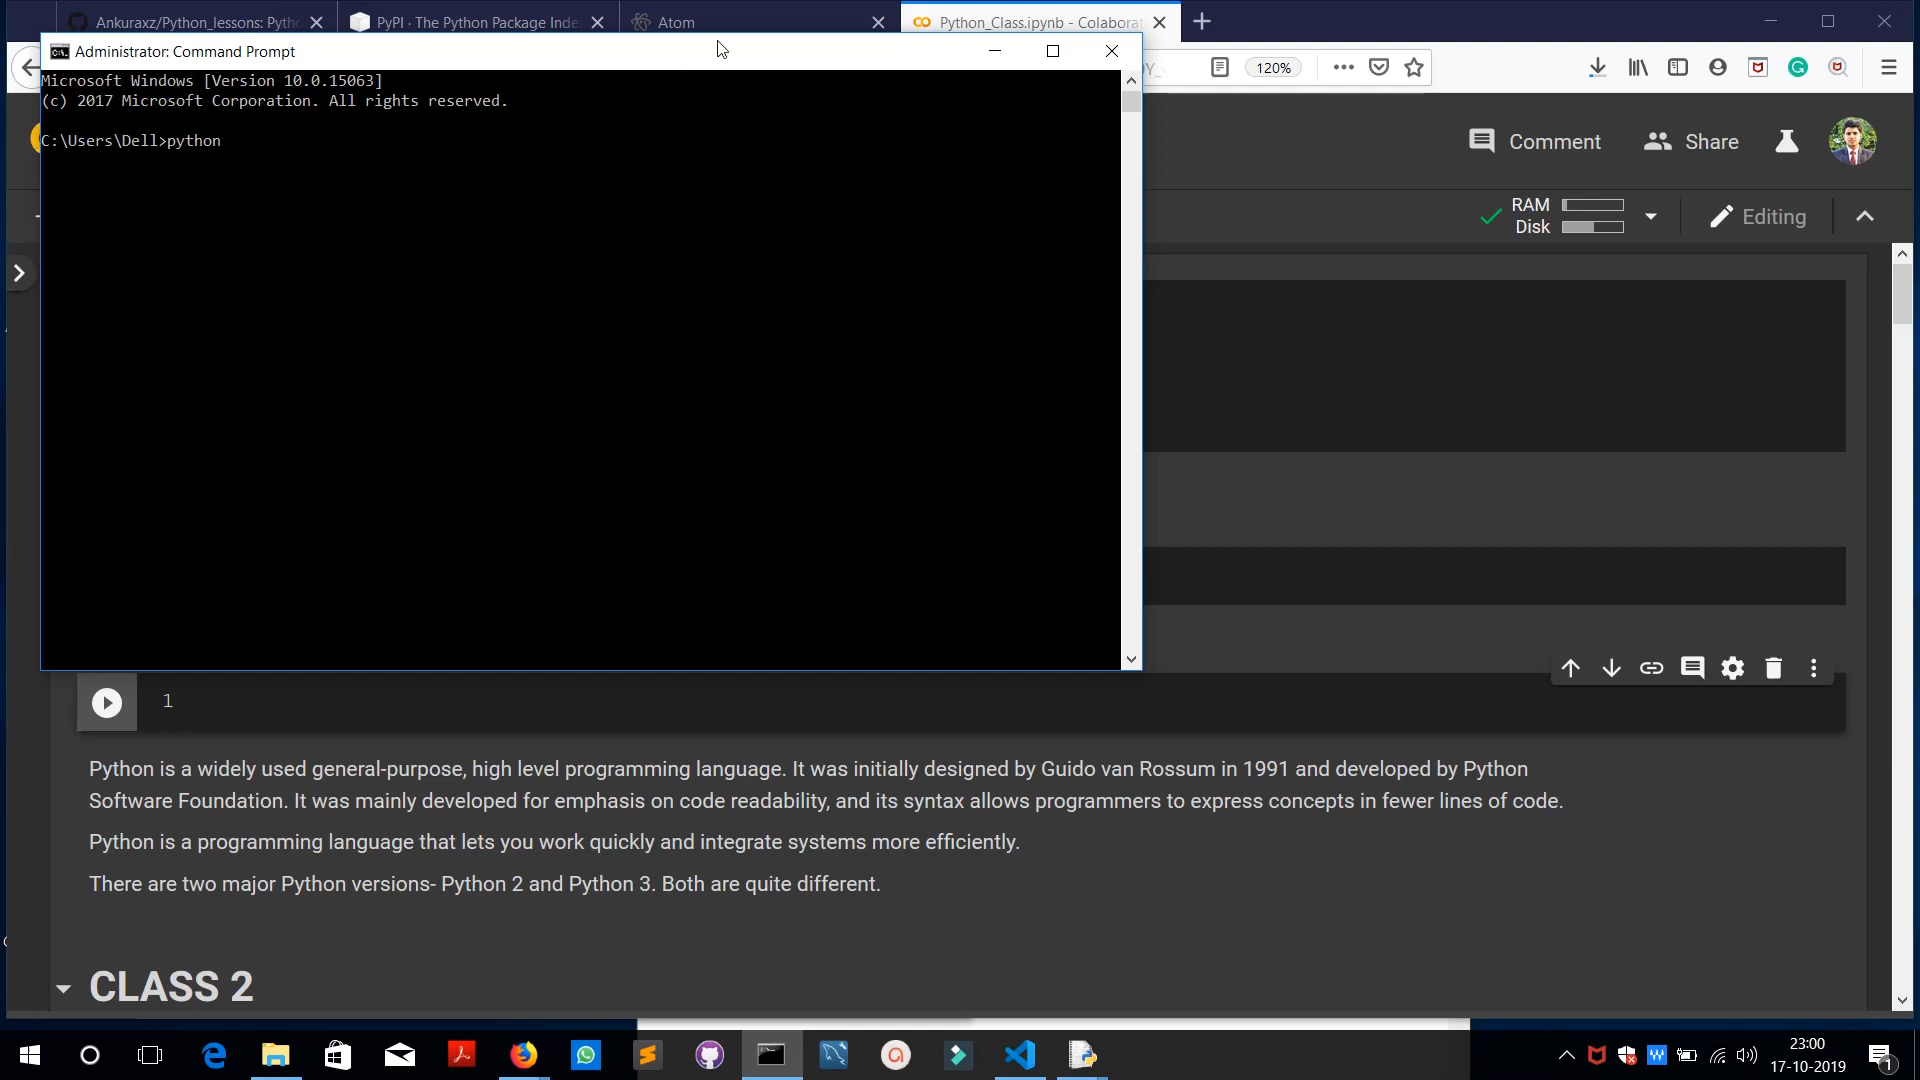 Ankuraxz/Python_lessons: Pytho
PyPI · The Python Package Inde
Atom
Python_Class.ipynb - Colabora
Administrator: Command Prompt
120%
Microsoft Windows [Version 10.0.15063]
(c) 2017 Microsoft Corporation. All rights reserved.
C:\Users\Dell>python
Comment
Share
RAM
Disk
Editing
1
Python is a widely used general-purpose, high level programming language. It was initially designed by Guido van Rossum in 1991 and developed by Python
Software Foundation. It was mainly developed for emphasis on code readability, and its syntax allows programmers to express concepts in fewer lines of code.
Python is a programming language that lets you work quickly and integrate systems more efficiently.
There are two major Python versions- Python 2 and Python 3. Both are quite different.
CLASS 2
23:00
17-10-2019
1